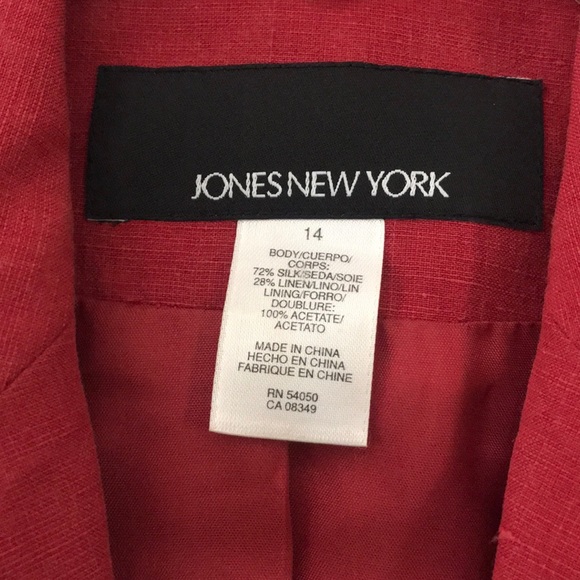 JONES NEW YORK
14
BODY/CUERPO/
CORPS:
72% SILK/SEDA/SOIE
28% LINEN/LINO/LIN
LINING/FORRO/
DOUBLURE:
100% ACETATE/
ACETATO
MADE IN CHINA
HECHO EN CHINA
FABRIQUE EN CHINE
RN 54050
CA 08349